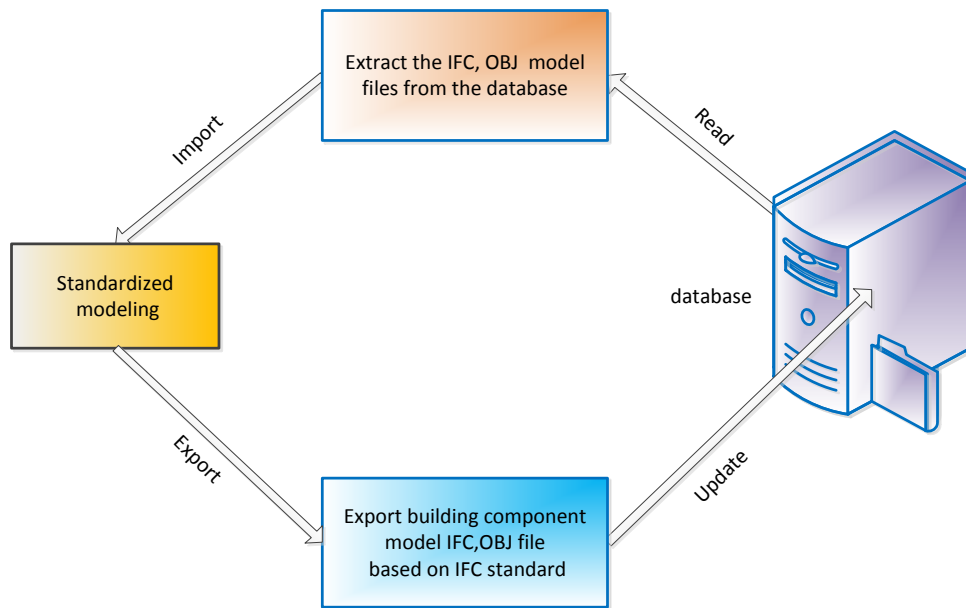 Extract the IFC, OBJ model
files from the database
Import
Read
Standardized
modeling
database
Export
Update
Export building component
model IFC,OBJ file
based on IFC standard